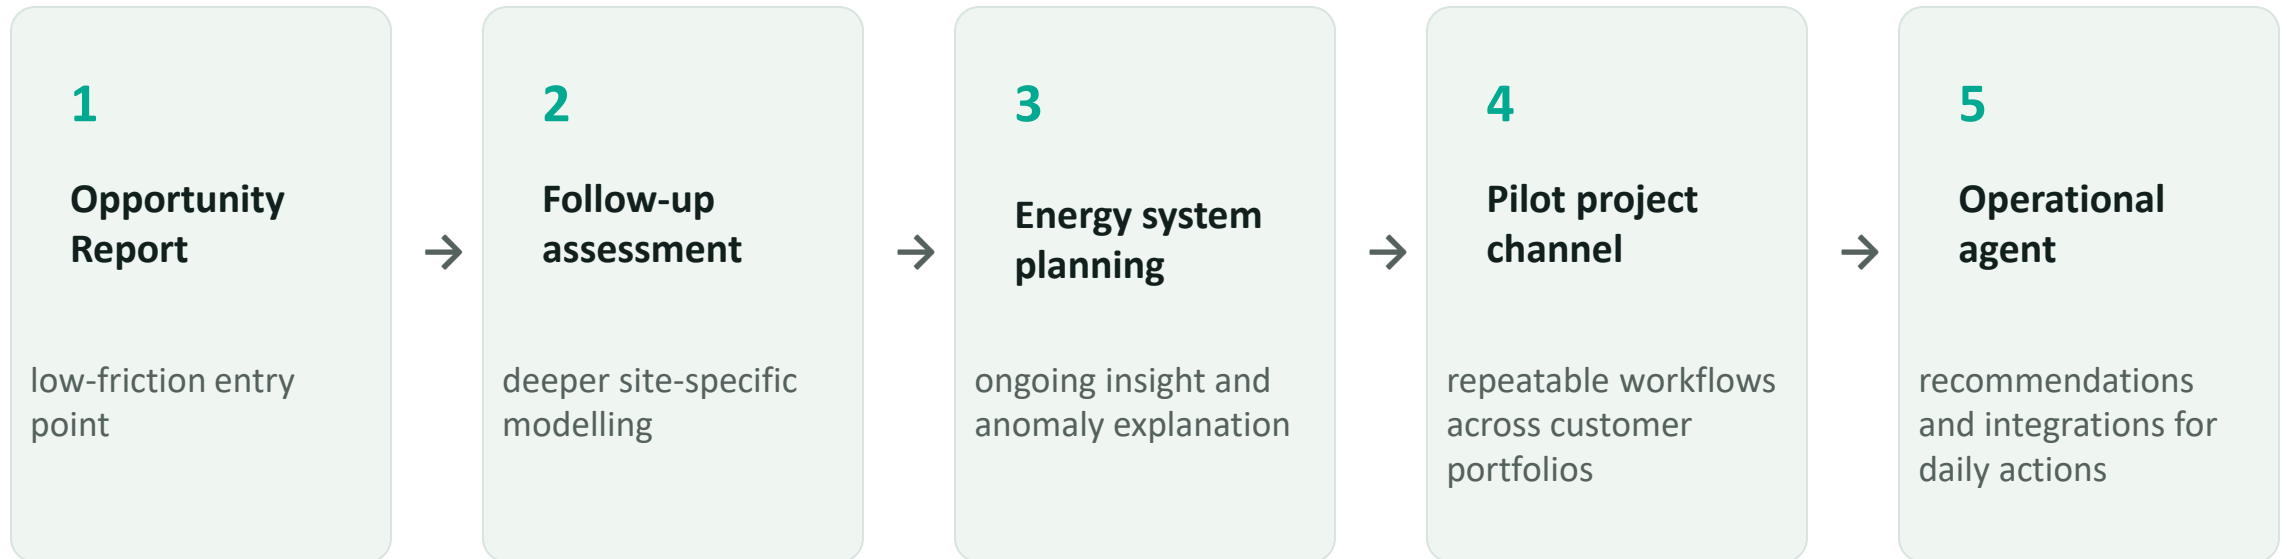 1
Opportunity
Report
low-friction entry
point
→
2
Follow-up
assessment
deeper site-specific
modelling
→
3
Energy system
planning
ongoing insight and
anomaly explanation
→
4
Pilot project
channel
repeatable workflows
across customer
portfolios
→
5
Operational
agent
recommendations
and integrations for
daily actions